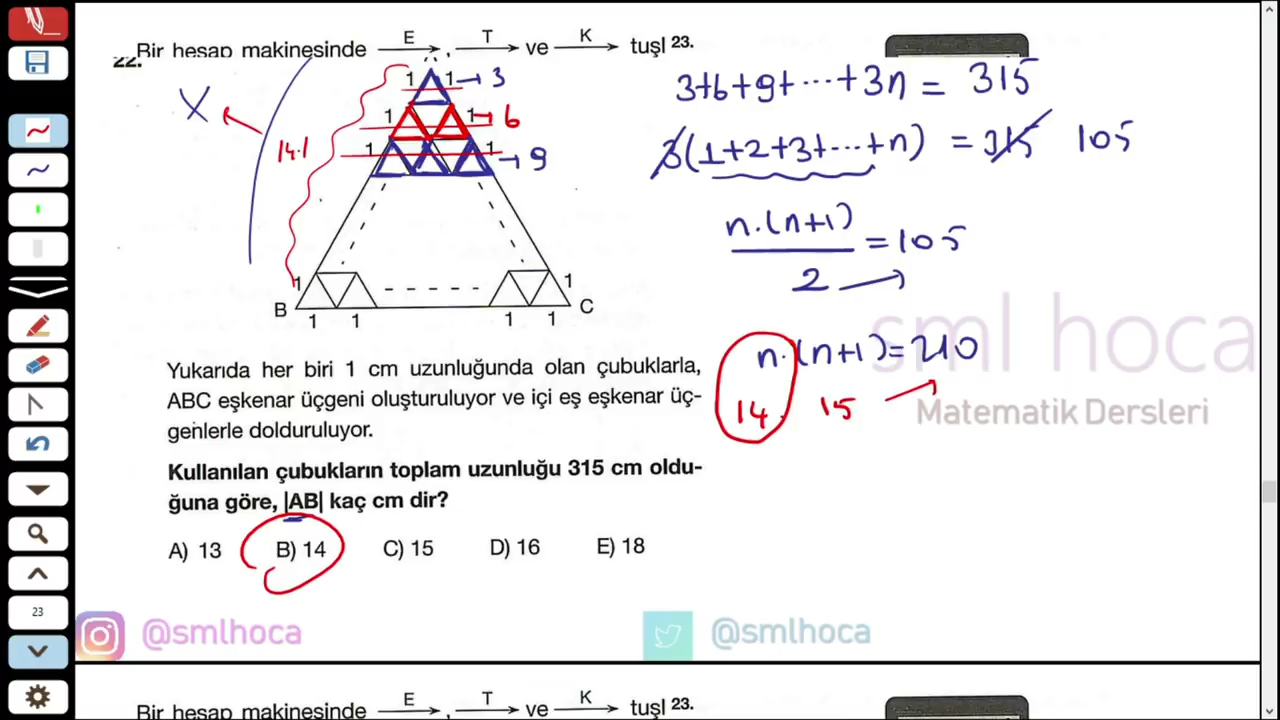 Bir hesap makinesinde E , T ve K tuşl 23.
22.
X
14.1
1 1 → 3
1 1 → 6
1 1 → 9
1 1
B C
1 1 1 1
Yukarıda her biri 1 cm uzunluğunda olan çubuklarla,
ABC eşkenar üçgeni oluşturuluyor ve içi eş eşkenar üç-
genlerle dolduruluyor.
Kullanılan çubukların toplam uzunluğu 315 cm oldu-
ğuna göre, |AB| kaç cm dir?
A) 13 B) 14 C) 15 D) 16 E) 18
3+6+9+...+3n = 315
3(1+2+3+...+n) = 315 105
n.(n+1)
= 105
2
n.(n+1)=210
14 . 15
sml hoca
Matematik Dersleri
@smlhoca @smlhoca
23
Bir hesap makinesinde E , T ve K tuşl 23.